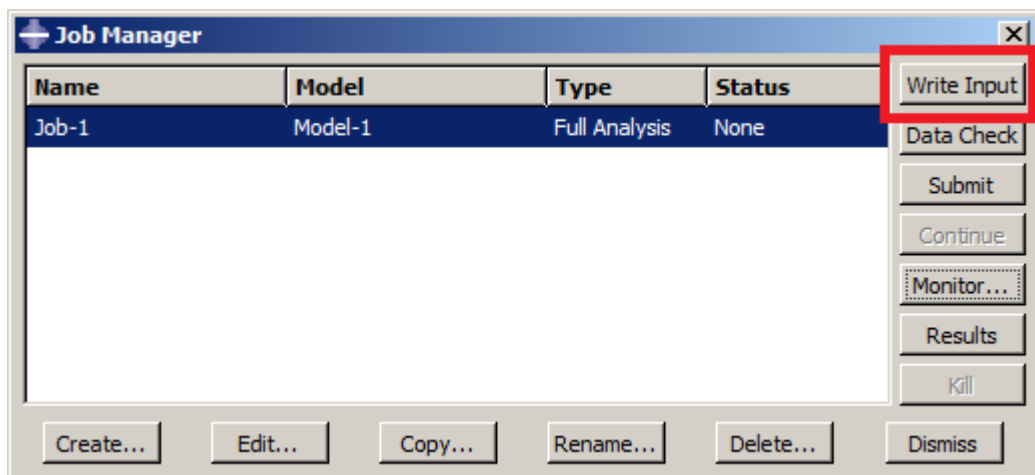 Job Manager
Name Model Type Status
Job-1 Model-1 Full Analysis None
Write Input
Data Check
Submit
Continue
Monitor...
Results
Kill
Create... Edit... Copy... Rename... Delete... Dismiss